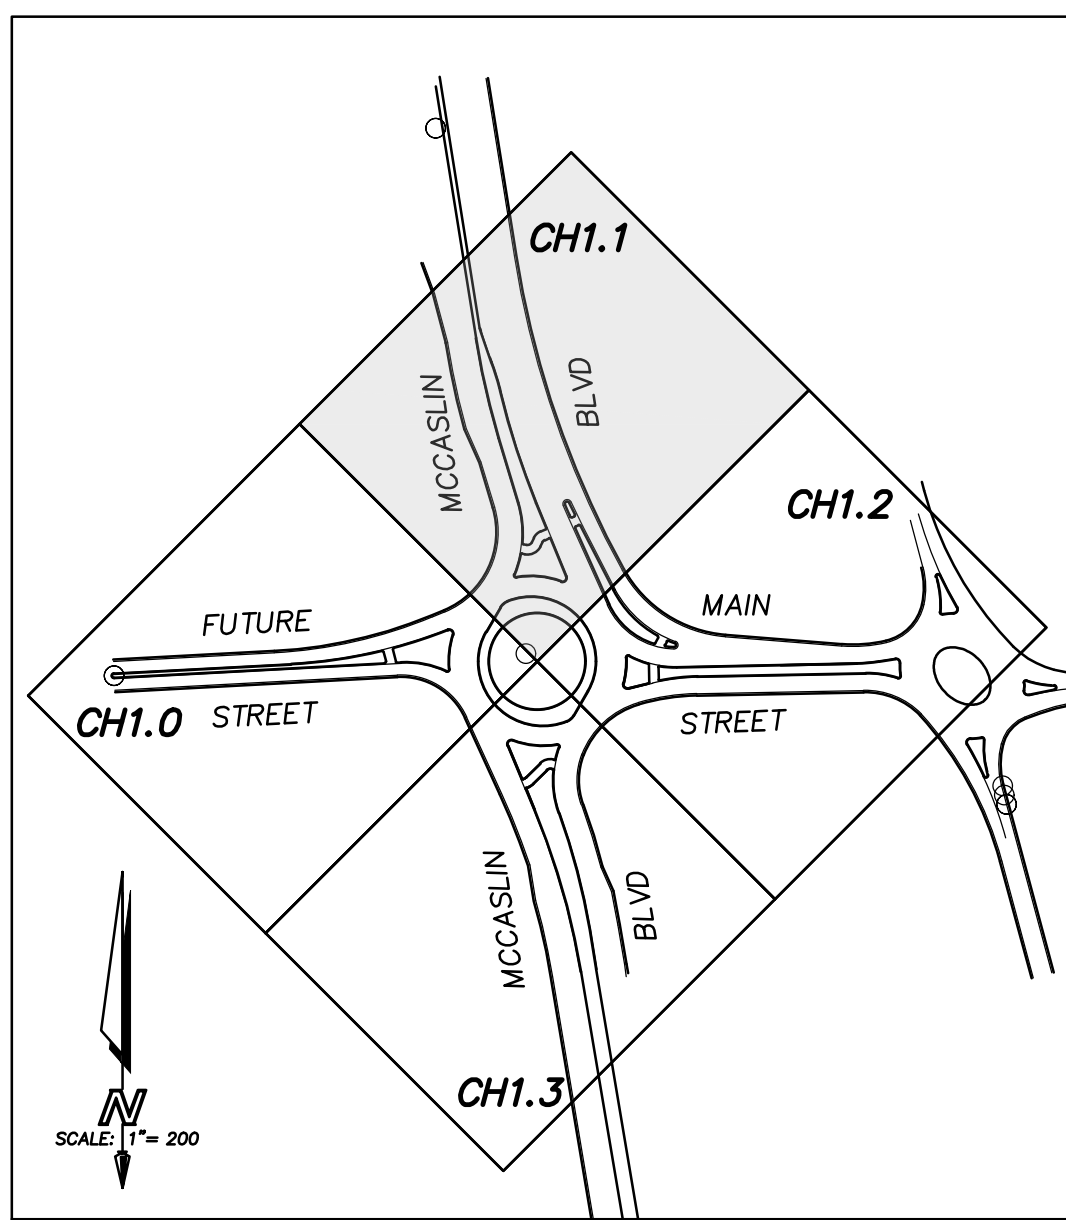 CH1.1
BLVD
MCCASLIN
CH1.2
MAIN
FUTURE
STREET
STREET
CH1.0
MCCASLIN
BLVD
CH1.3
N
SCALE: 1"= 200